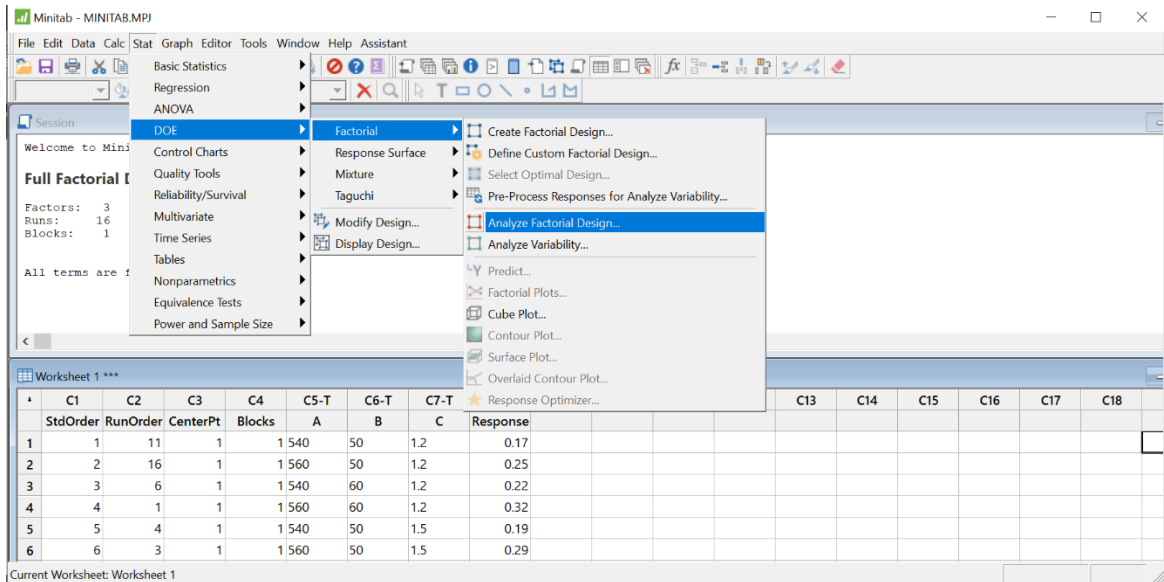 Minitab - MINITAB.MPJ
File Edit Data Calc Stat Graph Editor Tools Window Help Assistant
Basic Statistics
Regression
ANOVA
DOE
Control Charts
Quality Tools
Reliability/Survival
Multivariate
Time Series
Tables
Nonparametrics
Equivalence Tests
Power and Sample Size
Factorial
Response Surface
Mixture
Taguchi
Modify Design...
Display Design...
Create Factorial Design...
Define Custom Factorial Design...
Select Optimal Design...
Pre-Process Responses for Analyze Variability...
Analyze Factorial Design...
Analyze Variability...
Predict...
Factorial Plots...
Cube Plot...
Contour Plot...
Surface Plot...
Overlaid Contour Plot...
Response Optimizer...
Session
Welcome to Mini
Full Factorial D
Factors: 3
Runs: 16
Blocks: 1
All terms are f
Worksheet 1 ***
C1 C2 C3 C4 C5-T C6-T C7-T C13 C14 C15 C16 C17 C18
StdOrder RunOrder CenterPt Blocks A B C Response
1 1 11 1 1 540 50 1.2 0.17
2 2 16 1 1 560 50 1.2 0.25
3 3 6 1 1 540 60 1.2 0.22
4 4 1 1 1 560 60 1.2 0.32
5 5 4 1 1 540 50 1.5 0.19
6 6 3 1 1 560 50 1.5 0.29
Current Worksheet: Worksheet 1